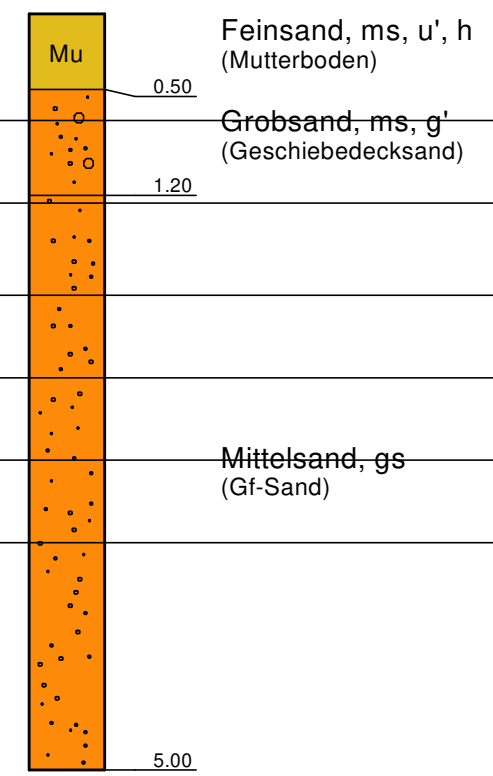 Mu
Feinsand, ms, u', h
(Mutterboden)
0.50
Grobsand, ms, g'
(Geschiebedecksand)
1.20
Mittelsand, gs
(Gf-Sand)
5.00